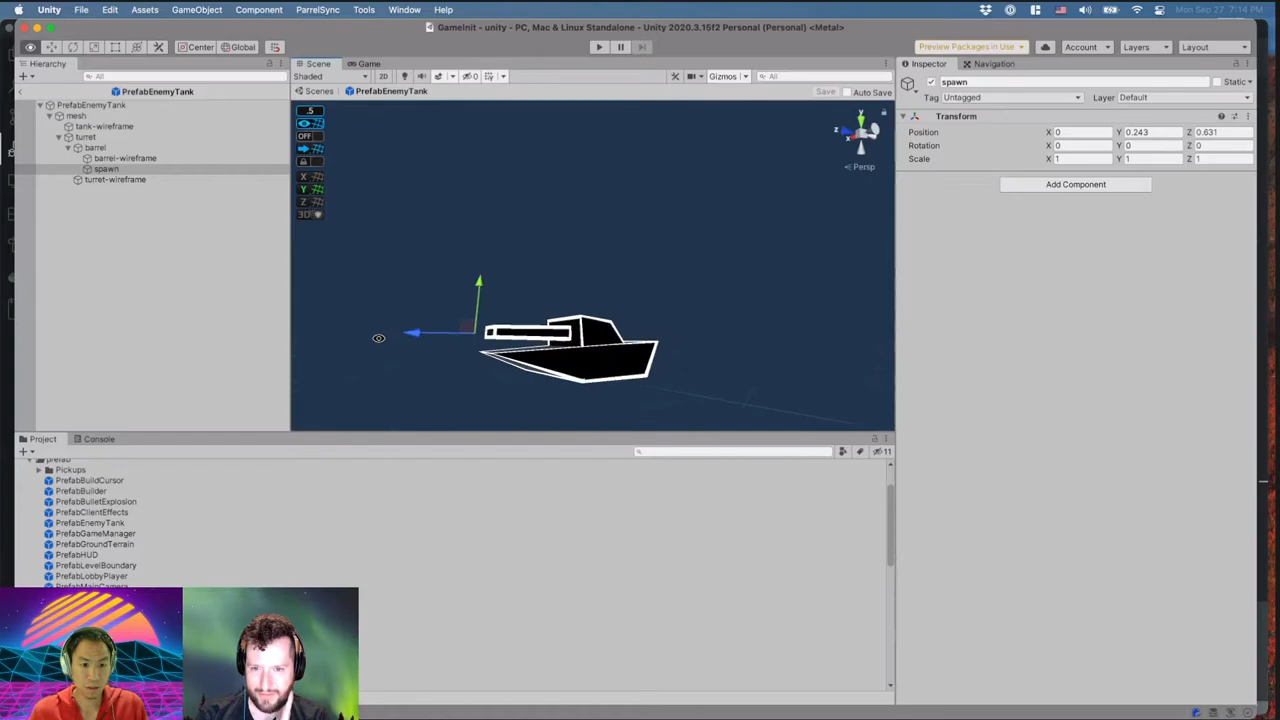 Unity File Edit Assets GameObject Component ParrelSync Tools Window Help
Mon Sep 27 7:14 PM
GameInit - unity - PC, Mac & Linux Standalone - Unity 2020.3.15f2 Personal (Personal) <Metal>
Center Global
Preview Packages in Use Account Layers Layout
Hierarchy
Scene Game
Inspector Navigation
All
Shaded 2D 0 Gizmos All
spawn Static
PrefabEnemyTank
Scenes PrefabEnemyTank Save Auto Save
Tag Untagged Layer Default
PrefabEnemyTank
mesh
tank-wireframe
turret
barrel
barrel-wireframe
spawn
turret-wireframe
.5
OFF
X
Y
Z
3D
y
z
x
Persp
Transform
Position X 0 Y 0.243 Z 0.631
Rotation X 0 Y 0 Z 0
Scale X 1 Y 1 Z 1
Add Component
Project Console
11
prefab
Pickups
PrefabBuildCursor
PrefabBuilder
PrefabBulletExplosion
PrefabClientEffects
PrefabEnemyTank
PrefabGameManager
PrefabGroundTerrain
PrefabHUD
PrefabLevelBoundary
PrefabLobbyPlayer
PrefabMainCamera